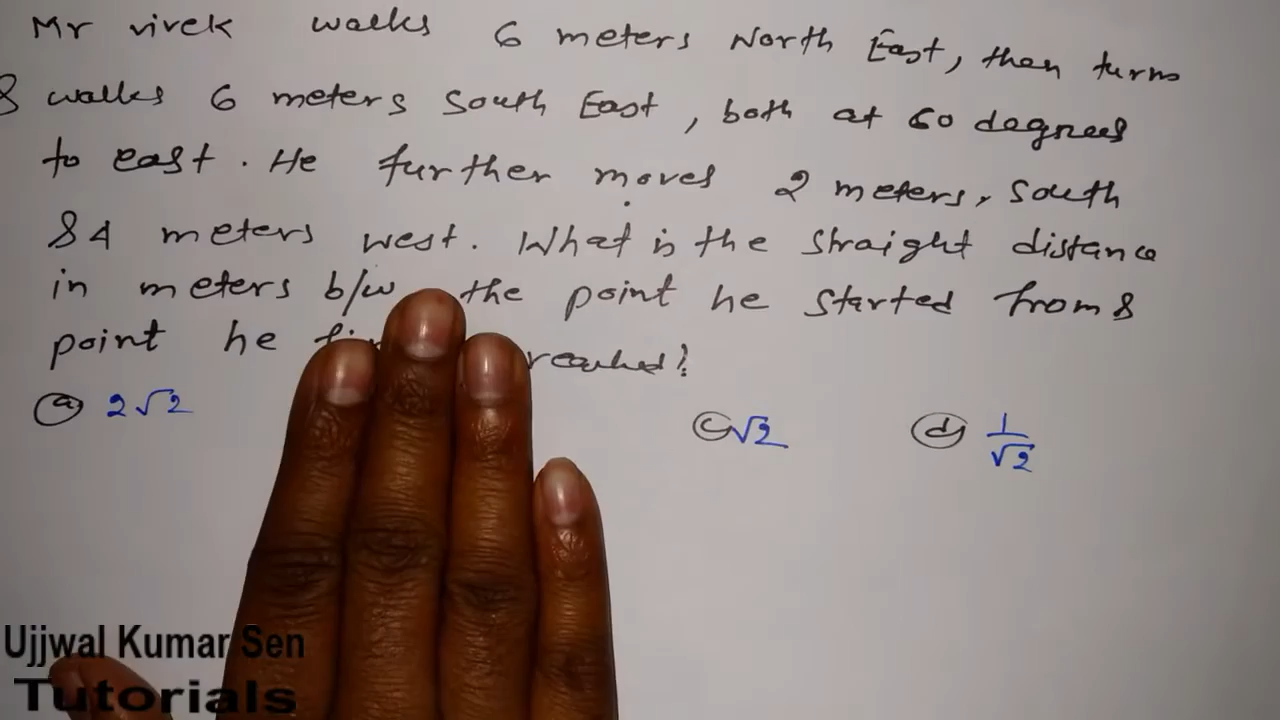 Mr vivek walks 6 meters North East, then turns
& walks 6 meters South East, both at 60 degrees
to east. He further moves 2 meters, South
& 4 meters west. What is the straight distance
in meters b/w the point he started from &
point he reached?
(a) 2√2 (c) √2 (d) 1/√2
Ujjwal Kumar Sen
Tutorials